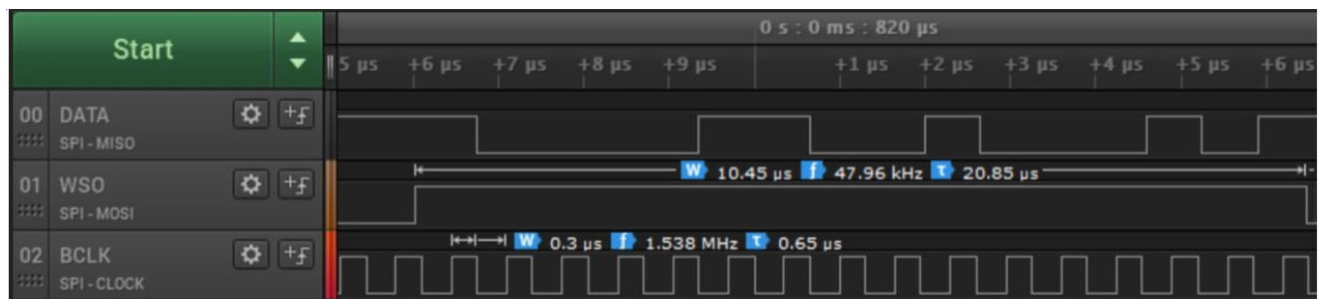 Start
0 s : 0 ms : 820 µs
5 µs +6 µs +7 µs +8 µs +9 µs +1 µs +2 µs +3 µs +4 µs +5 µs +6 µs
00 DATA
SPI - MISO
W 10.45 µs f 47.96 kHz τ 20.85 µs
01 WSO
SPI - MOSI
W 0.3 µs f 1.538 MHz τ 0.65 µs
02 BCLK
SPI - CLOCK